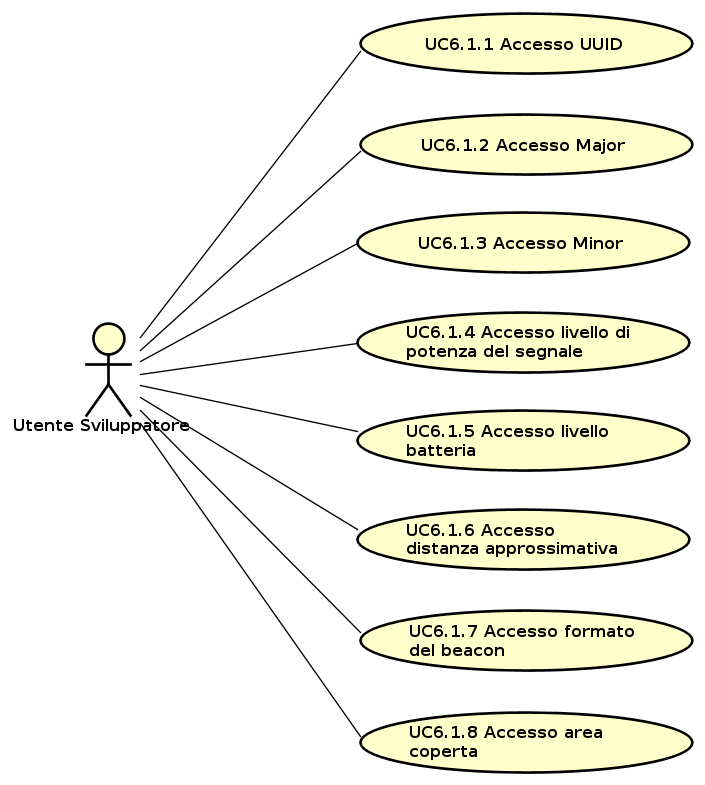 UC6.1.1 Accesso UUID
UC6.1.2 Accesso Major
UC6.1.3 Accesso Minor
UC6.1.4 Accesso livello di
potenza del segnale
Utente Sviluppatore
UC6.1.5 Accesso livello
batteria
UC6.1.6 Accesso
distanza approssimativa
UC6.1.7 Accesso formato
del beacon
UC6.1.8 Accesso area
coperta